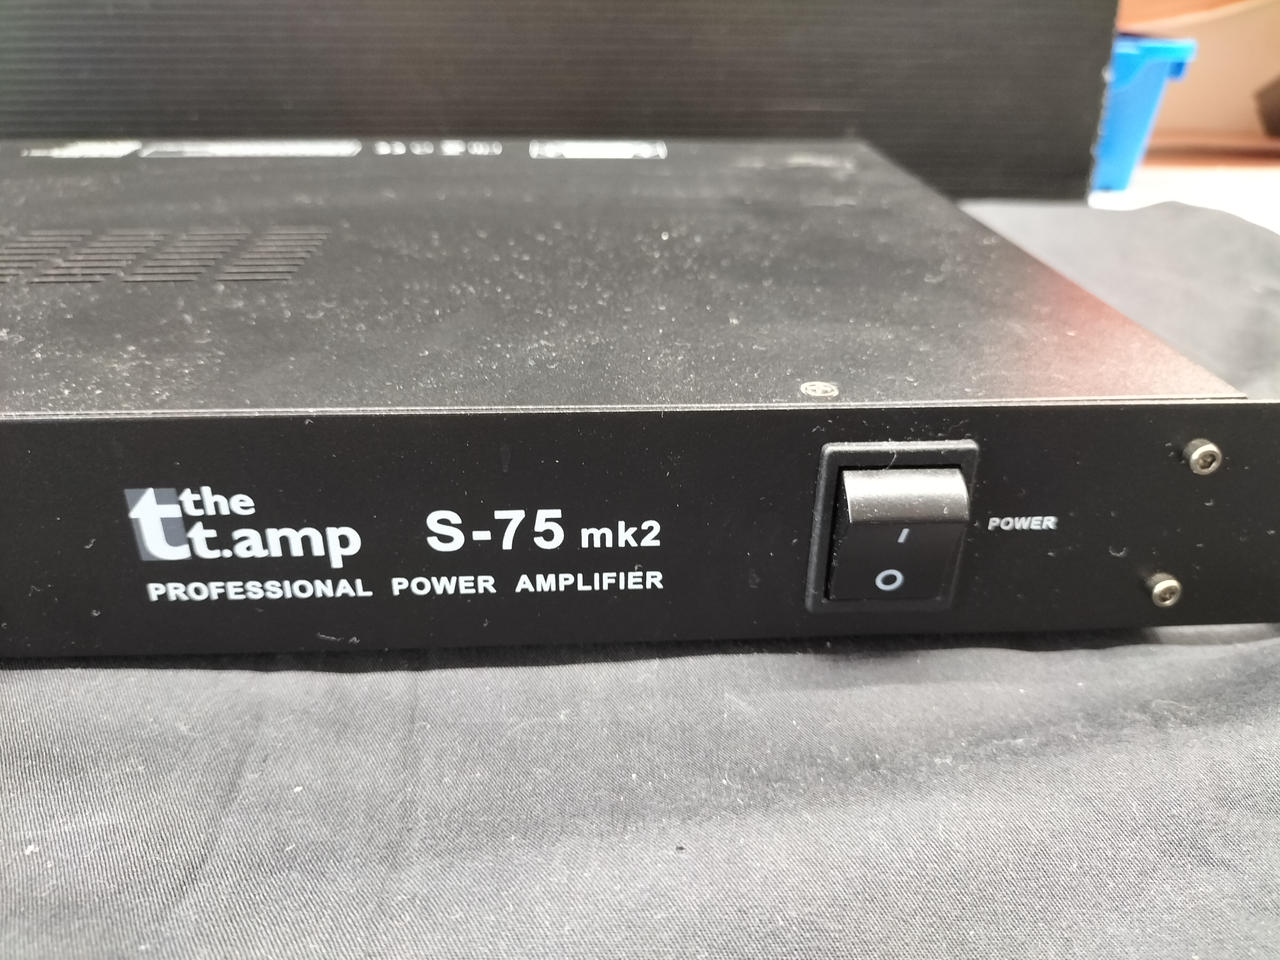 the
t.amp
S-75 mk2
PROFESSIONAL POWER AMPLIFIER
I
O
POWER